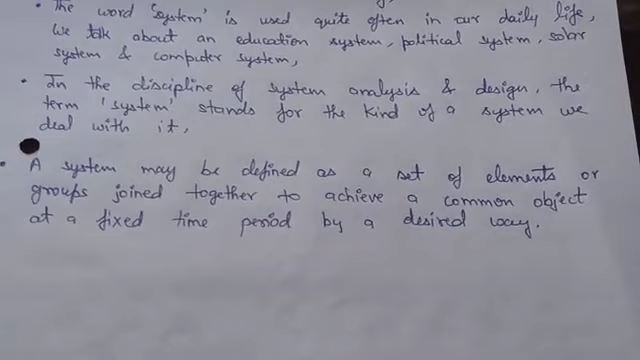 • The word 'system' is used quite often in our daily life,
we talk about an education system, political system, solar
system & computer system,
• In the discipline of system analysis & design, the
term 'system' stands for the kind of a system we
deal with it,
• A system may be defined as a set of elements or
groups joined together to achieve a common object
at a fixed time period by a desired way.